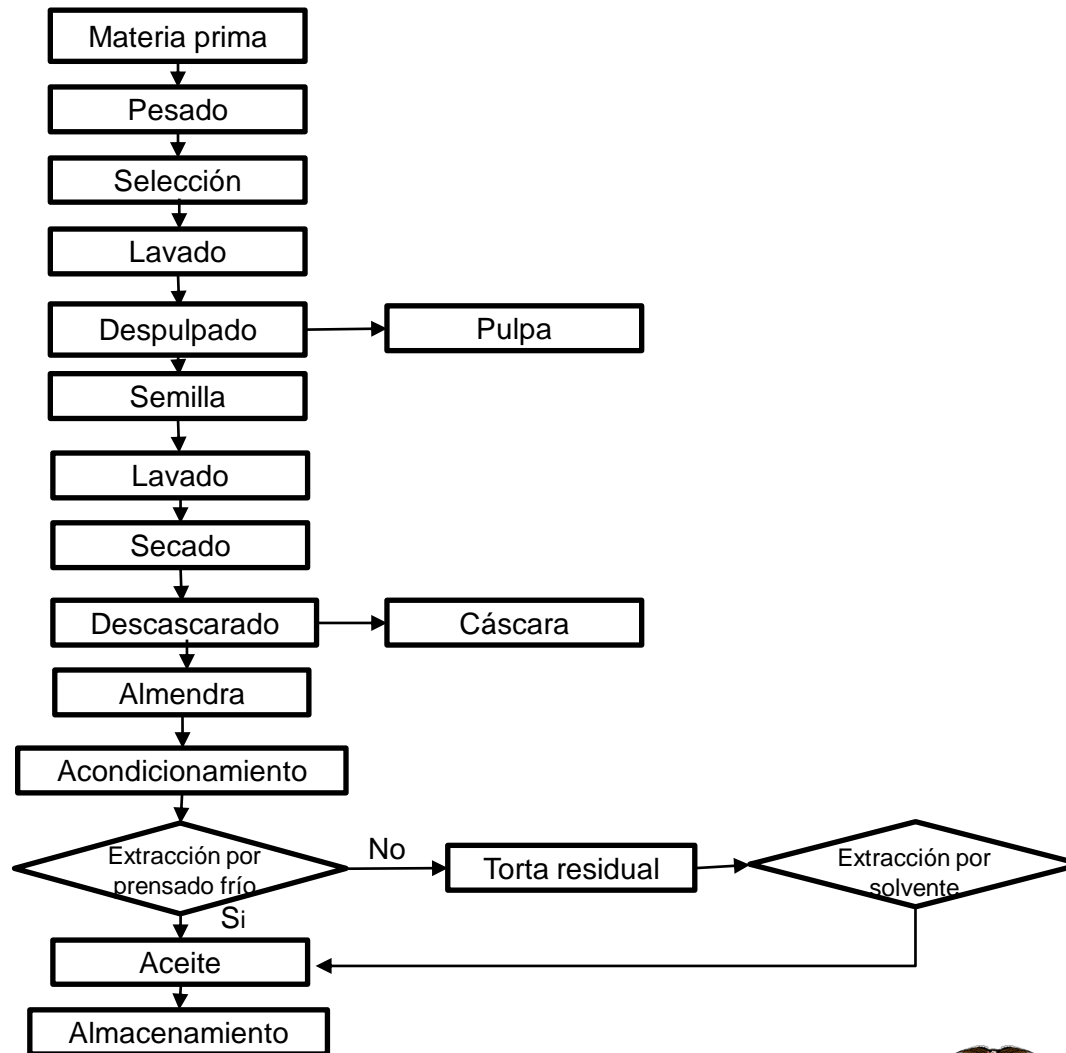 Materia prima
Pesado
Selección
Lavado
Despulpado
Pulpa
Semilla
Lavado
Secado
Descascarado
Cáscara
Almendra
Acondicionamiento
Extracción por
prensado frío
No
Torta residual
Extracción por
solvente
Si
Aceite
Almacenamiento